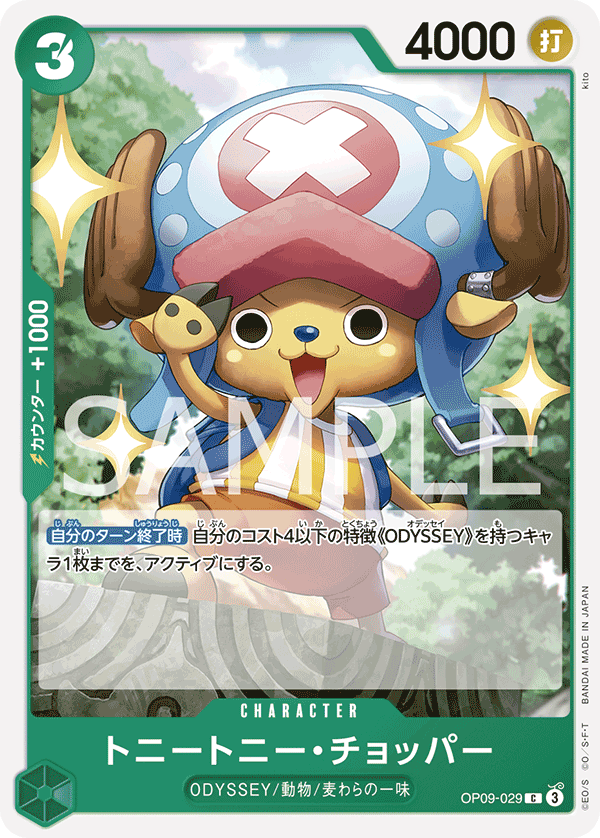 3
4000 打
kito
カウンター +1000
SAMPLE
自分のターン終了時 自分のコスト4以下の特徴《ODYSSEY》を持つキャ
ラ1枚までを、アクティブにする。
CHARACTER
トニートニー・チョッパー
ODYSSEY/動物/麦わらの一味
OP09-029 C 3
©E.O/S ©O/S・F・T BANDAI MADE IN JAPAN